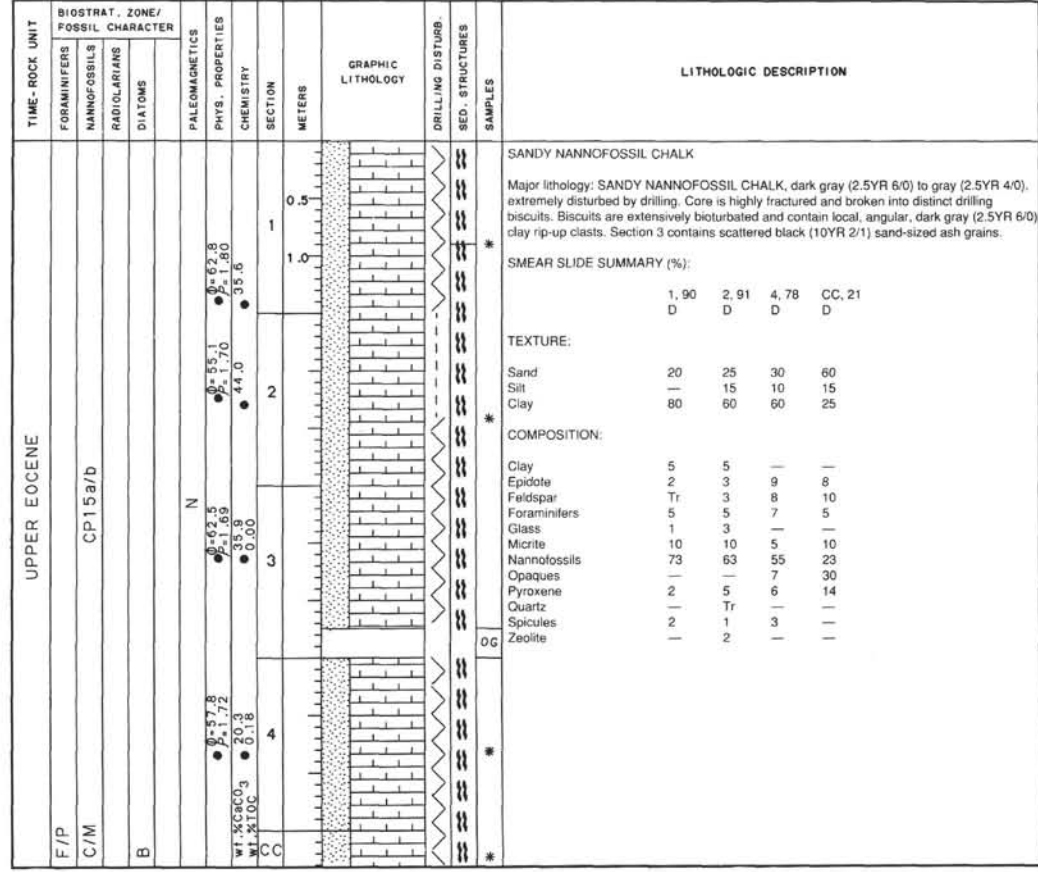 TIME-ROCK UNIT
BIOSTRAT. ZONE/
FOSSIL CHARACTER
FORAMINIFERS
NANNOFOSSILS
RADIOLARIANS
DIATOMS
PALEOMAGNETICS
PHYS. PROPERTIES
CHEMISTRY
SECTION
METERS
GRAPHIC
LITHOLOGY
DRILLING DISTURB.
SED. STRUCTURES
SAMPLES
LITHOLOGIC DESCRIPTION
UPPER EOCENE
F/P
C/M
CP15a/b
B
N
Φ=62.8
P=1.80
35.6
Φ=55.1
P=1.70
44.0
Φ=62.5
P=1.69
35.9
0.00
Φ=57.8
P=1.72
20.3
0.18
wt.%CaCO3
wt.%TOC
1
2
3
4
CC
0.5
1.0
*
*
OG
*
*
SANDY NANNOFOSSIL CHALK
Major lithology: SANDY NANNOFOSSIL CHALK, dark gray (2.5YR 6/0) to gray (2.5YR 4/0),
extremely disturbed by drilling. Core is highly fractured and broken into distinct drilling
biscuits. Biscuits are extensively bioturbated and contain local, angular, dark gray (2.5YR 6/0)
clay rip-up clasts. Section 3 contains scattered black (10YR 2/1) sand-sized ash grains.
SMEAR SLIDE SUMMARY (%):
1, 90 2, 91 4, 78 CC, 21
D D D D
TEXTURE:
Sand 20 25 30 60
Silt — 15 10 15
Clay 80 60 60 25
COMPOSITION:
Clay 5 5 — —
Epidote 2 3 9 8
Feldspar Tr 3 8 10
Foraminifers 5 5 7 5
Glass 1 3 — —
Micrite 10 10 5 10
Nannofossils 73 63 55 23
Opaques — — 7 30
Pyroxene 2 5 6 14
Quartz — Tr — —
Spicules 2 1 3 —
Zeolite — 2 — —